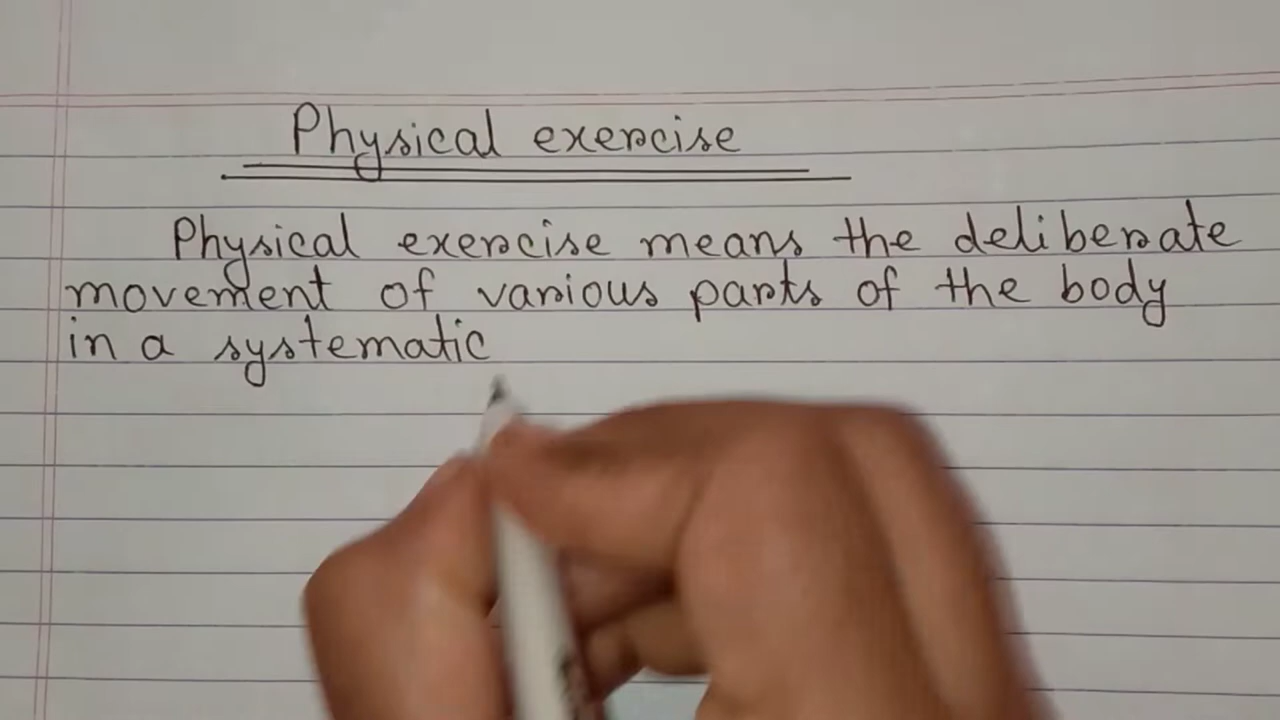 Physical exercise
Physical exercise means the deliberate
movement of various parts of the body
in a systematic